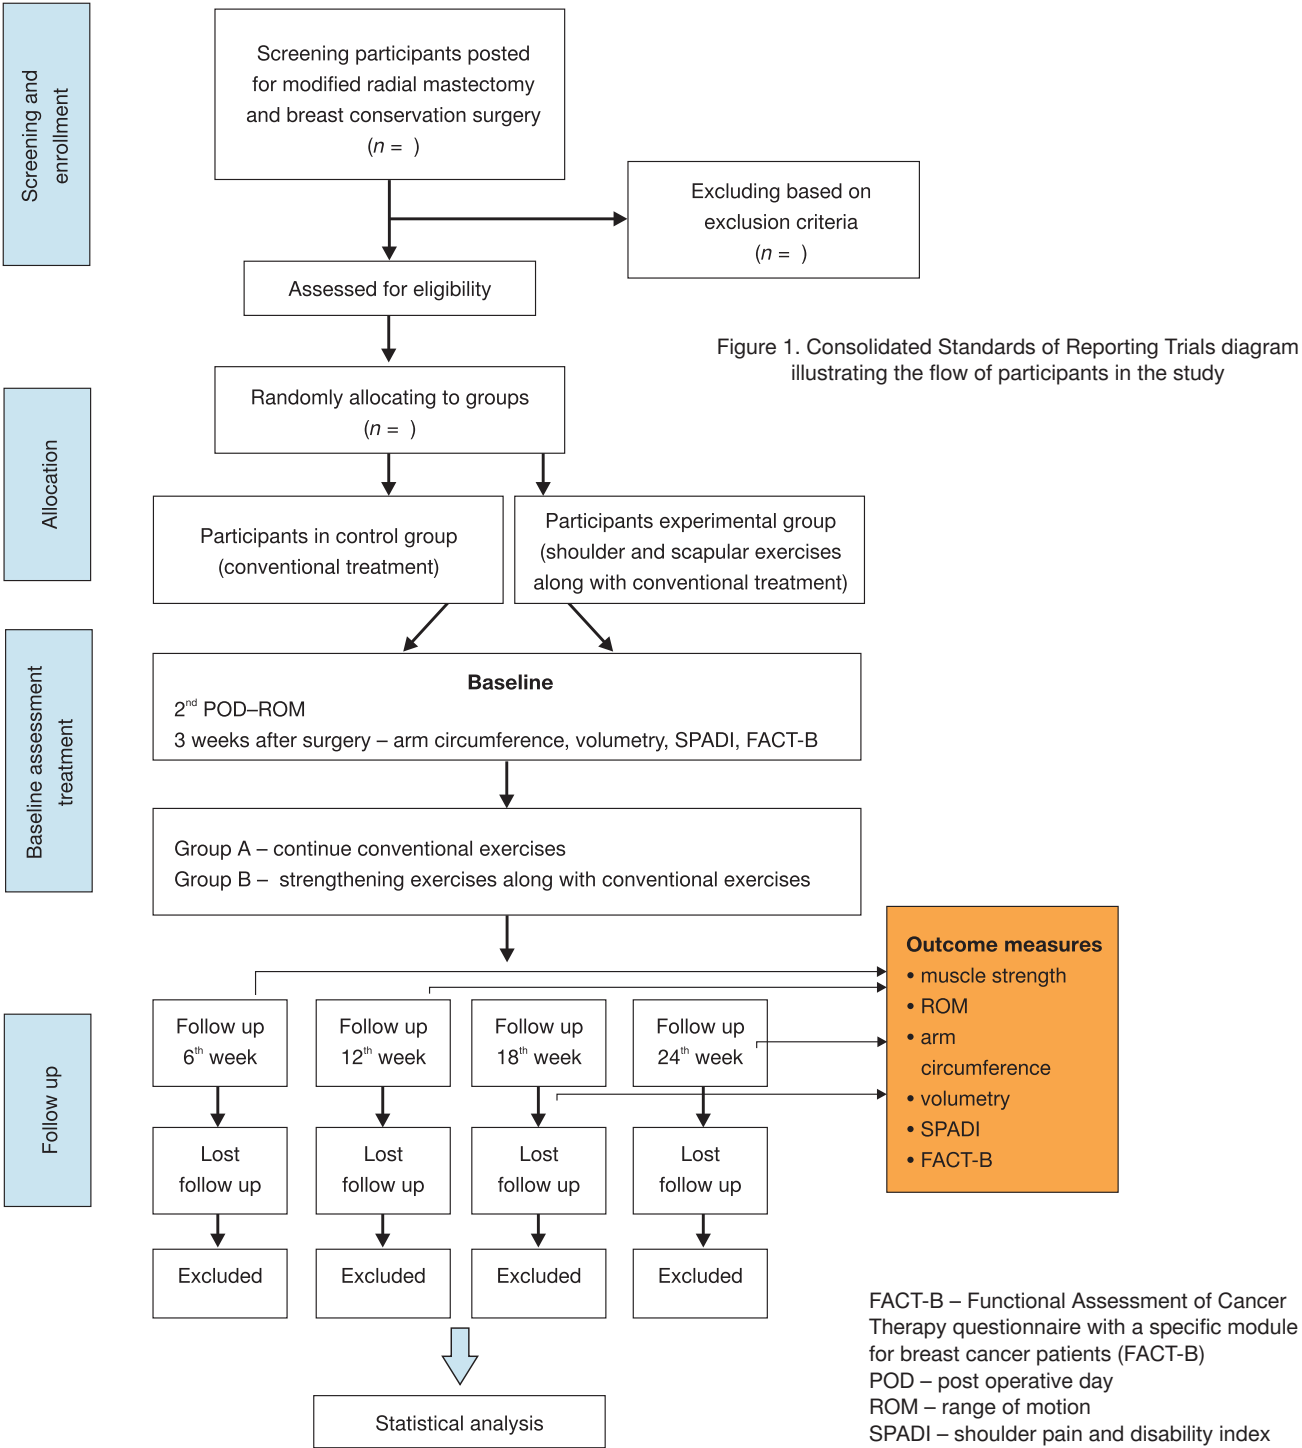 Screening and
enrollment
Screening participants posted
for modified radial mastectomy
and breast conservation surgery
(n =  )
Excluding based on
exclusion criteria
(n =  )
Assessed for eligibility
Figure 1. Consolidated Standards of Reporting Trials diagram
illustrating the flow of participants in the study
Allocation
Randomly allocating to groups
(n =  )
Participants in control group
(conventional treatment)
Participants experimental group
(shoulder and scapular exercises
along with conventional treatment)
Baseline assessment
treatment
Baseline
2nd POD–ROM
3 weeks after surgery – arm circumference, volumetry, SPADI, FACT-B
Group A – continue conventional exercises
Group B –  strengthening exercises along with conventional exercises
Follow up
Follow up
6th week
Follow up
12th week
Follow up
18th week
Follow up
24th week
Lost
follow up
Lost
follow up
Lost
follow up
Lost
follow up
Excluded
Excluded
Excluded
Excluded
Outcome measures
• muscle strength
• ROM
• arm
circumference
• volumetry
• SPADI
• FACT-B
Statistical analysis
FACT-B – Functional Assessment of Cancer
Therapy questionnaire with a specific module
for breast cancer patients (FACT-B)
POD – post operative day
ROM – range of motion
SPADI – shoulder pain and disability index